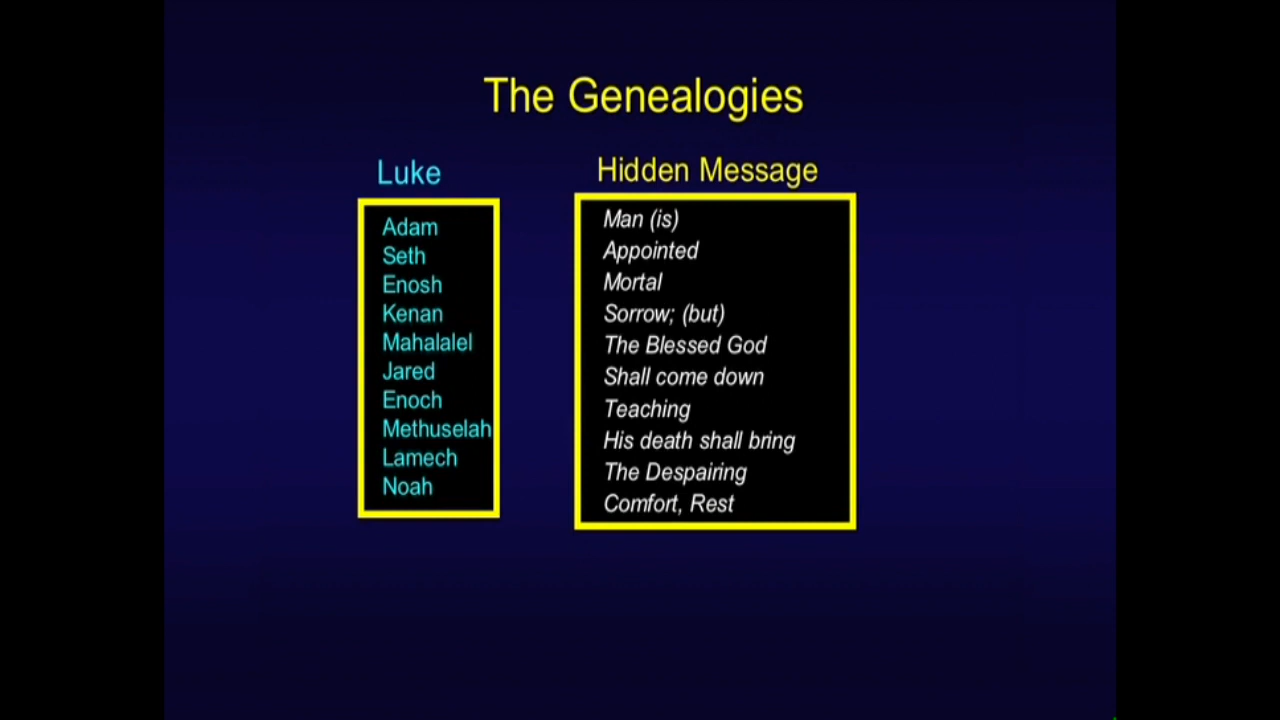 The Genealogies
Luke
Adam
Seth
Enosh
Kenan
Mahalalel
Jared
Enoch
Methuselah
Lamech
Noah
Hidden Message
Man (is)
Appointed
Mortal
Sorrow; (but)
The Blessed God
Shall come down
Teaching
His death shall bring
The Despairing
Comfort, Rest